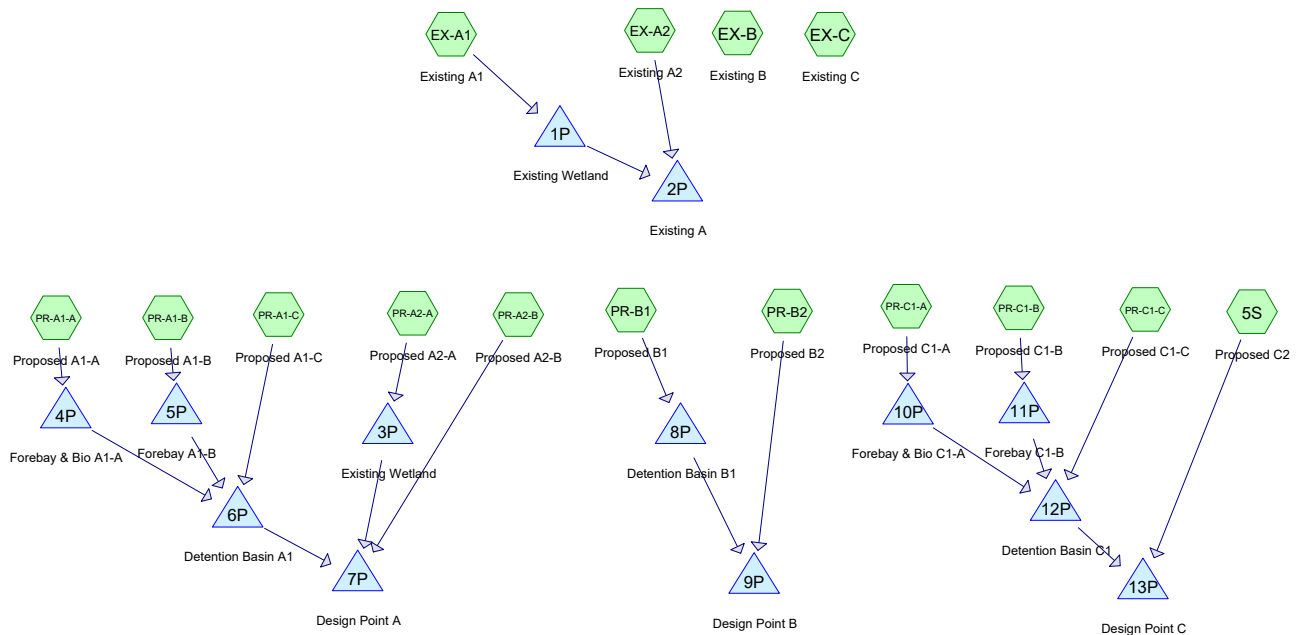 EX-A1
EX-A2
EX-B
EX-C
Existing A1
Existing A2
Existing B
Existing C
1P
Existing Wetland
2P
Existing A
PR-A1-A
PR-A1-B
PR-A1-C
PR-A2-A
PR-A2-B
PR-B1
PR-B2
PR-C1-A
PR-C1-B
PR-C1-C
5S
Proposed A1-A
Proposed A1-B
Proposed A1-C
Proposed A2-A
Proposed A2-B
Proposed B1
Proposed B2
Proposed C1-A
Proposed C1-B
Proposed C1-C
Proposed C2
4P
5P
3P
8P
10P
11P
Forebay & Bio A1-A
Forebay A1-B
Existing Wetland
Detention Basin B1
Forebay & Bio C1-A
Forebay C1-B
6P
12P
Detention Basin A1
Detention Basin C1
7P
9P
13P
Design Point A
Design Point B
Design Point C